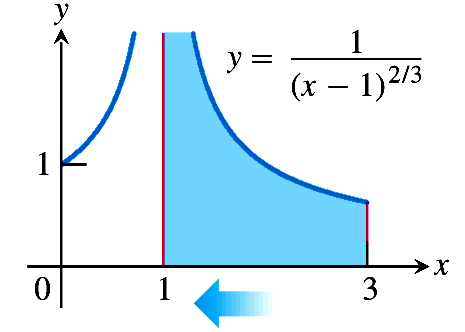 y
y = 1 / (x − 1)^{2/3}
1
0 1 3 x